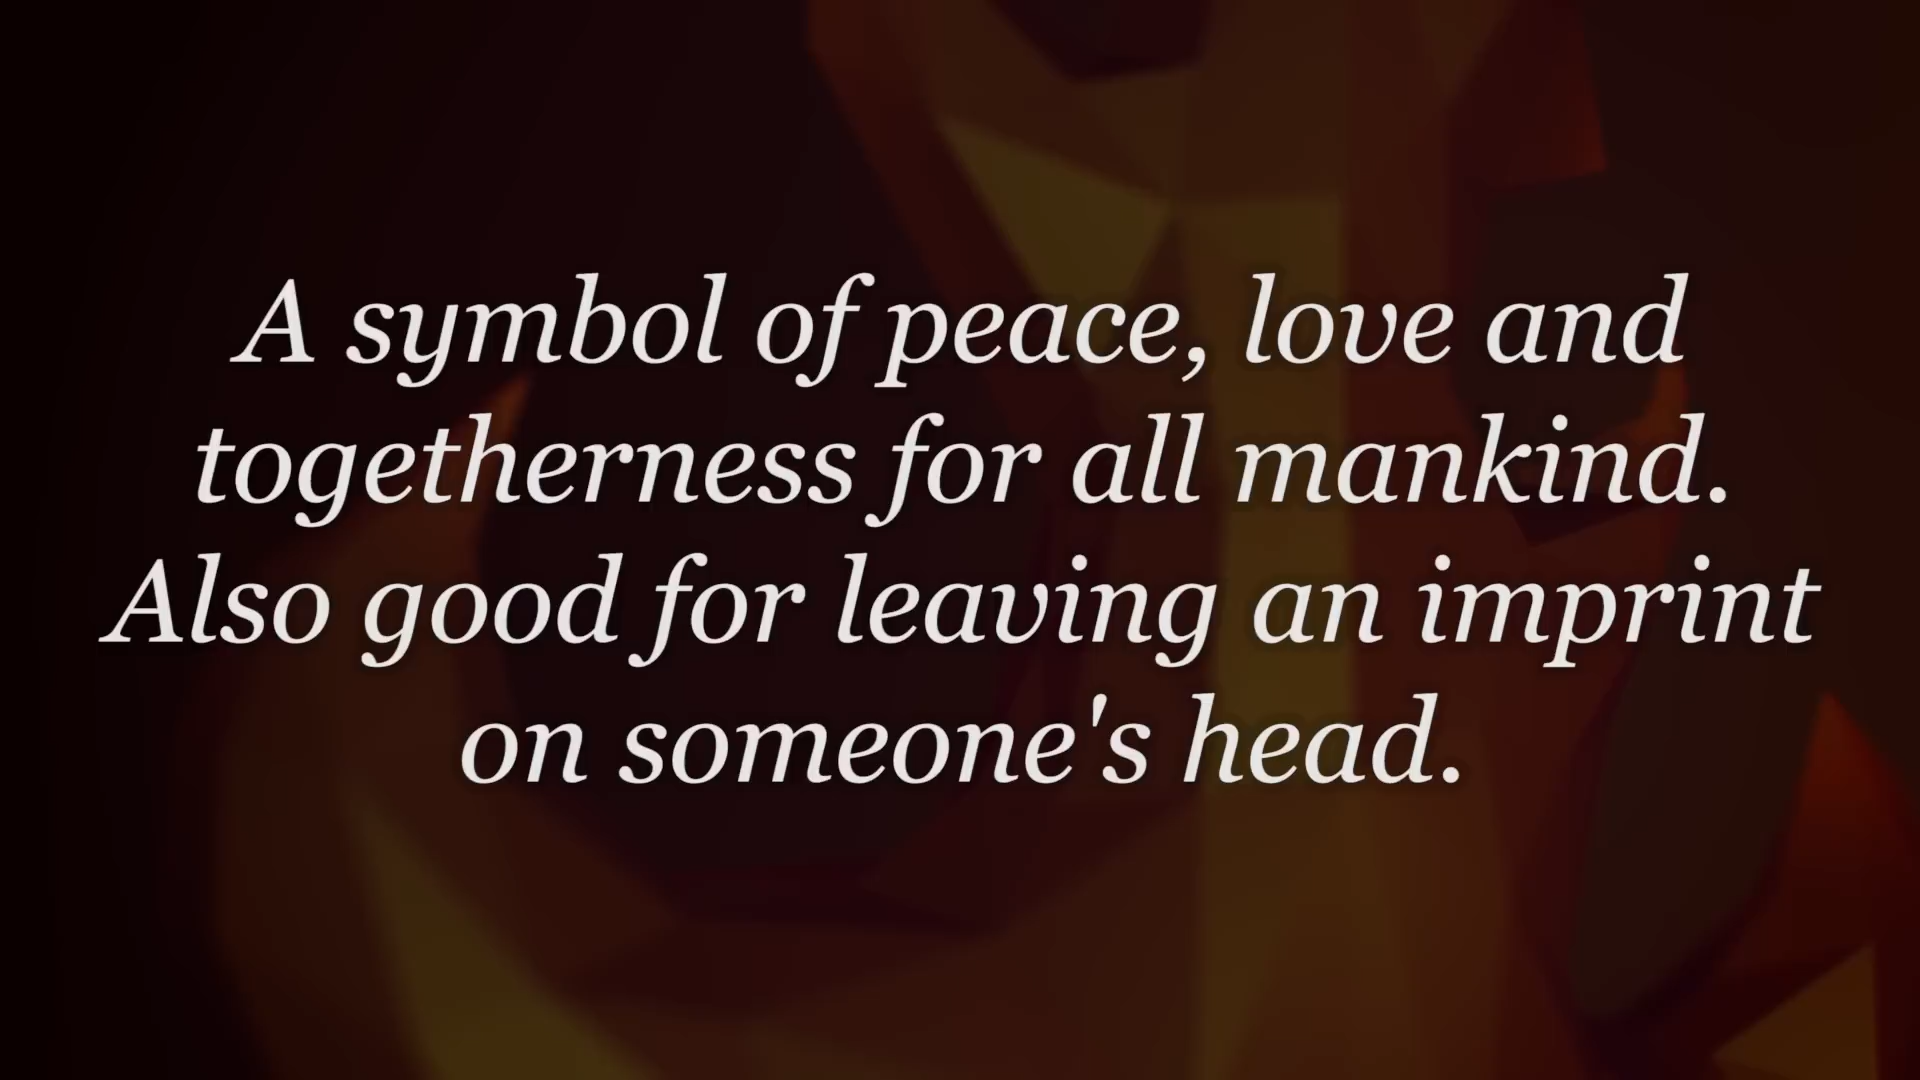 A symbol of peace, love and
togetherness for all mankind.
Also good for leaving an imprint
on someone's head.